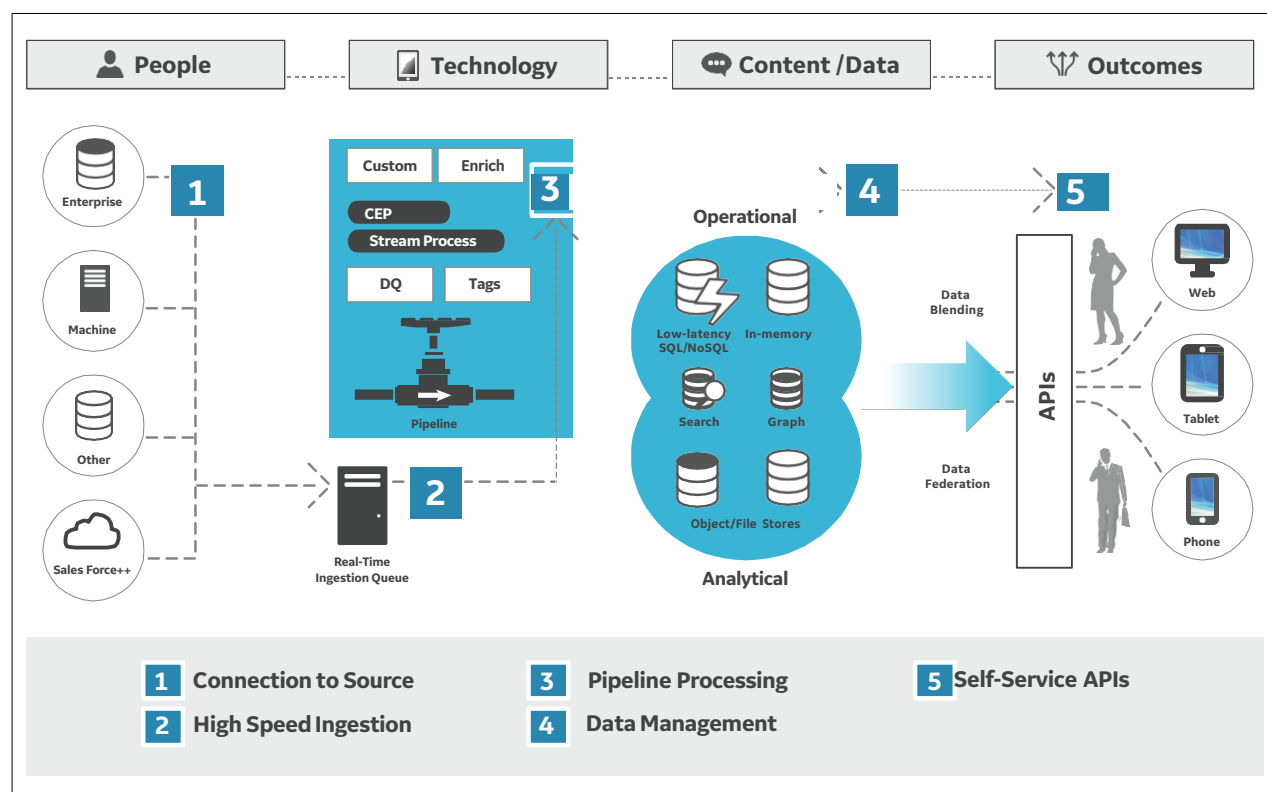 People
Technology
Content /Data
Outcomes
Enterprise
1
Machine
Other
Sales Force++
Custom
Enrich
3
CEP
Stream Process
DQ
Tags
Pipeline
2
Real-Time
Ingestion Queue
4
Operational
Low-latency
SQL/NoSQL
In-memory
Search
Graph
Object/File Stores
Analytical
Data
Blending
Data
Federation
5
APIs
Web
Tablet
Phone
1 Connection to Source
2 High Speed Ingestion
3 Pipeline Processing
4 Data Management
5 Self-Service APIs